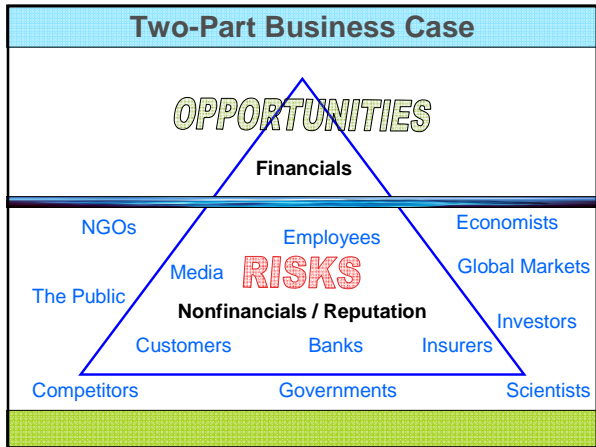 Two-Part Business Case
OPPORTUNITIES
Financials
NGOs
Employees
Economists
Media
RISKS
Global Markets
The Public
Nonfinancials / Reputation
Investors
Customers
Banks
Insurers
Competitors
Governments
Scientists